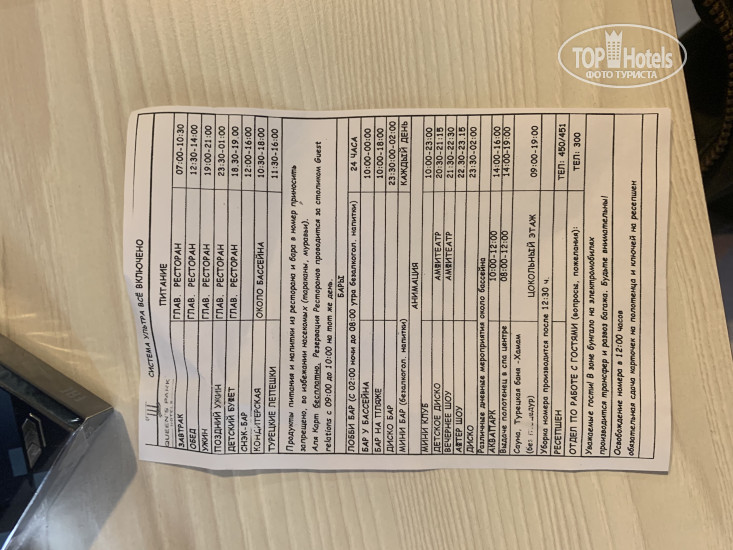 СИСТЕМА УЛЬТРА ВСЁ ВКЛЮЧЕНО
QUEEN'S PARK
ПИТАНИЕ
ЗАВТРАК ГЛАВ. РЕСТОРАН 07:00-10:30
ОБЕД ГЛАВ. РЕСТОРАН 12:30-14:00
УЖИН ГЛАВ. РЕСТОРАН 19:00-21:00
ПОЗДНИЙ УЖИН ГЛАВ. РЕСТОРАН 23:30-01:00
ДЕТСКИЙ БУФЕТ ГЛАВ. РЕСТОРАН 18.30-19.00
СНЭК-БАР 12:00-16:00
КОНДИТЕРСКАЯ ОКОЛО БАССЕЙНА 10:30-18:00
ТУРЕЦКИЕ ЛЕПЕШКИ 11:30-16:00
Продукты питания и напитки из ресторана и бара в номер приносить
запрещено, во избежании насекомых (тараканы, муравьи).
Аля Карт бесплатно. Резервация Ресторанов проводится за столиком Guest
relations с 09:00 до 10:00 на тот же день.
БАРЫ
ЛОББИ БАР (С 02:00 ночи до 08:00 утра безалкогол. напитки) 24 ЧАСА
БАР У БАССЕЙНА 10:00-00:00
БАР НА ПЛЯЖЕ 10:00-18:00
ДИСКО БАР 23:30:00-02:00
МИНИ БАР (безалкогол. напитки) КАЖДЫЙ ДЕНЬ
АНИМАЦИЯ
МИНИ КЛУБ 10:00-23:00
ДЕТСКОЕ ДИСКО АМФИТЕАТР 20:30-21:15
ВЕЧЕРНЕЕ ШОУ АМФИТЕАТР 21:30-22:30
АФТЕР ШОУ 22:30-23.15
ДИСКО 23:30-02:00
Различные дневные мероприятия около бассейна
АКВАПАРК 10:00-12:00 14:00-16:00
Выдача полотенец в спа центре 08:00-12:00 14:00-19:00
Сауна, Турецкая баня -Хамам
ЦОКОЛЬНЫЙ ЭТАЖ 09:00-19:00
Уборка номера производится после 12:30 ч.
РЕСЕПШЕН ТЕЛ: 450/451
ОТДЕЛ ПО РАБОТЕ С ГОСТЯМИ (вопросы, пожелания): ТЕЛ: 300
Уважаемые гости! В зоне бунгало на электромобилях
производится трансфер и развоз багажа. Будьте внимательны!
Освобождение номера в 12:00 часов
обязательная сдача карточек на полотенца и ключей на ресепшен
TOP Hotels
ФОТО ТУРИСТА